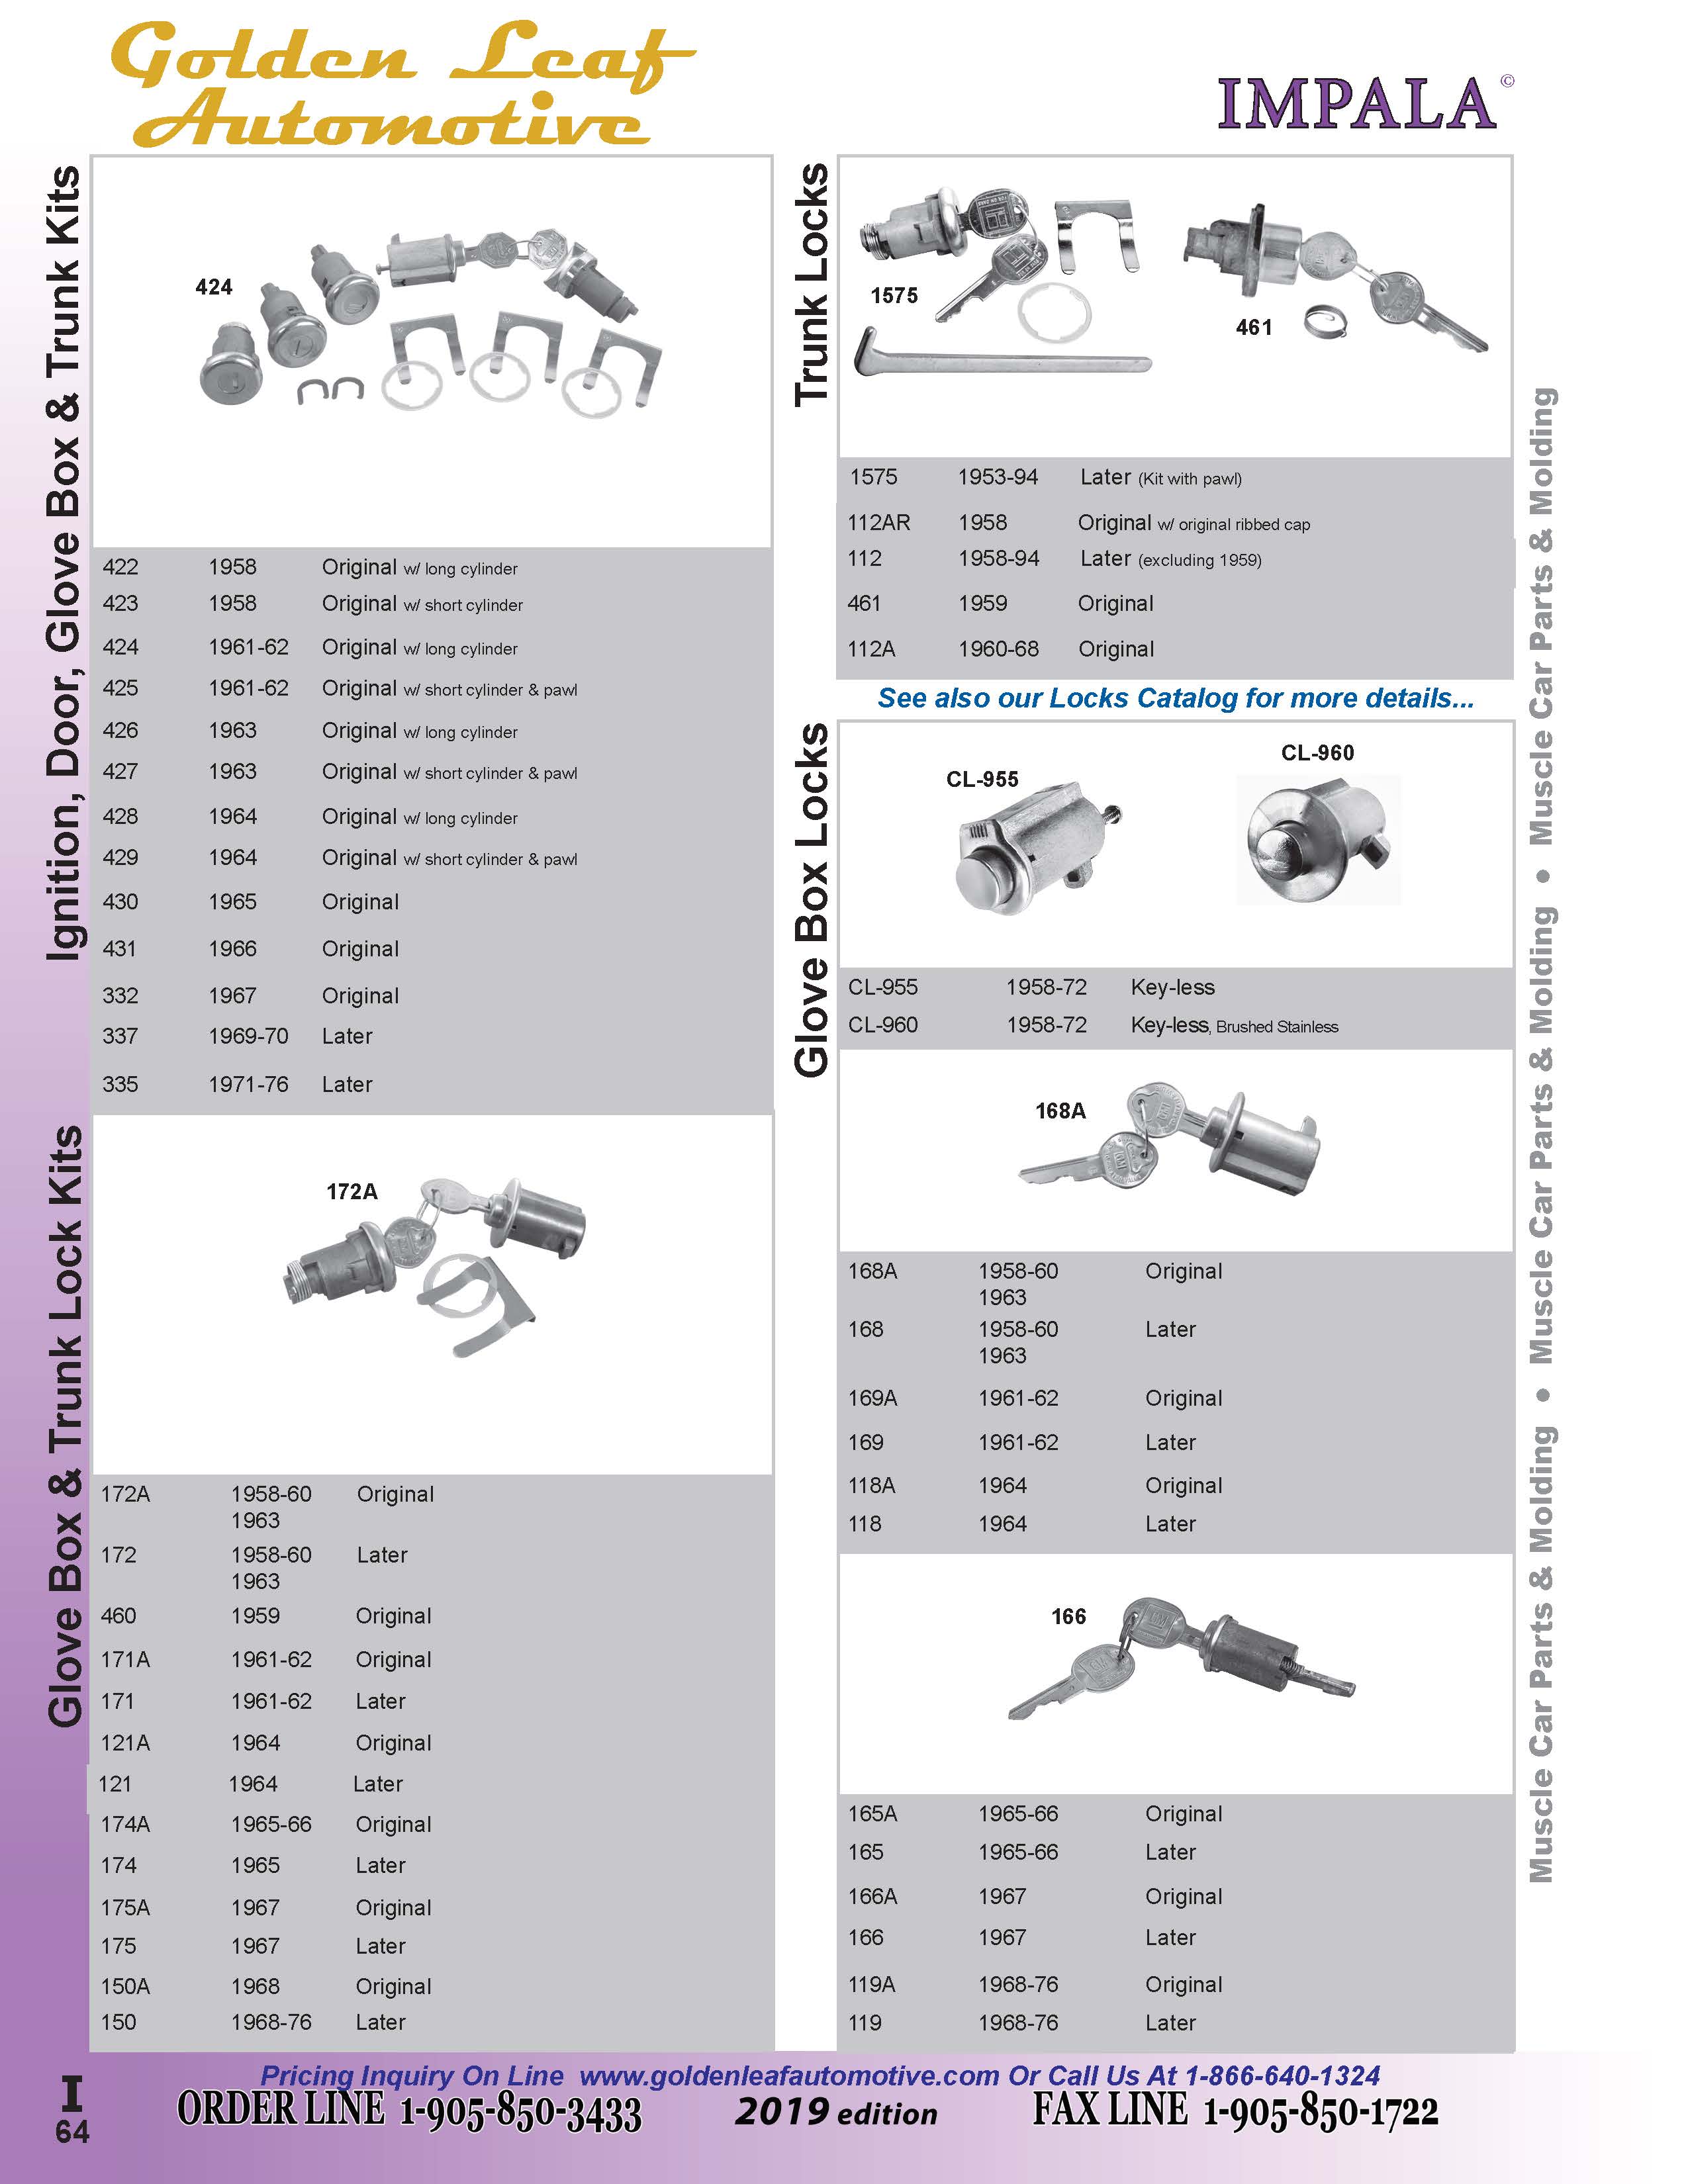 Golden Leaf
Automotive
IMPALA©
Ignition, Door, Glove Box & Trunk Kits
424
422 1958 Original w/ long cylinder
423 1958 Original w/ short cylinder
424 1961-62 Original w/ long cylinder
425 1961-62 Original w/ short cylinder & pawl
426 1963 Original w/ long cylinder
427 1963 Original w/ short cylinder & pawl
428 1964 Original w/ long cylinder
429 1964 Original w/ short cylinder & pawl
430 1965 Original
431 1966 Original
332 1967 Original
337 1969-70 Later
335 1971-76 Later
Glove Box & Trunk Lock Kits
172A
172A 1958-60 Original
1963
172 1958-60 Later
1963
460 1959 Original
171A 1961-62 Original
171 1961-62 Later
121A 1964 Original
121 1964 Later
174A 1965-66 Original
174 1965 Later
175A 1967 Original
175 1967 Later
150A 1968 Original
150 1968-76 Later
Trunk Locks
1575
461
1575 1953-94 Later (Kit with pawl)
112AR 1958 Original w/ original ribbed cap
112 1958-94 Later (excluding 1959)
461 1959 Original
112A 1960-68 Original
See also our Locks Catalog for more details...
Glove Box Locks
CL-955
CL-960
CL-955 1958-72 Key-less
CL-960 1958-72 Key-less, Brushed Stainless
168A
168A 1958-60 Original
1963
168 1958-60 Later
1963
169A 1961-62 Original
169 1961-62 Later
118A 1964 Original
118 1964 Later
166
165A 1965-66 Original
165 1965-66 Later
166A 1967 Original
166 1967 Later
119A 1968-76 Original
119 1968-76 Later
Muscle Car Parts & Molding • Muscle Car Parts & Molding • Muscle Car Parts & Molding
Pricing Inquiry On Line www.goldenleafautomotive.com Or Call Us At 1-866-640-1324
I
64
ORDER LINE 1-905-850-3433 2019 edition FAX LINE 1-905-850-1722